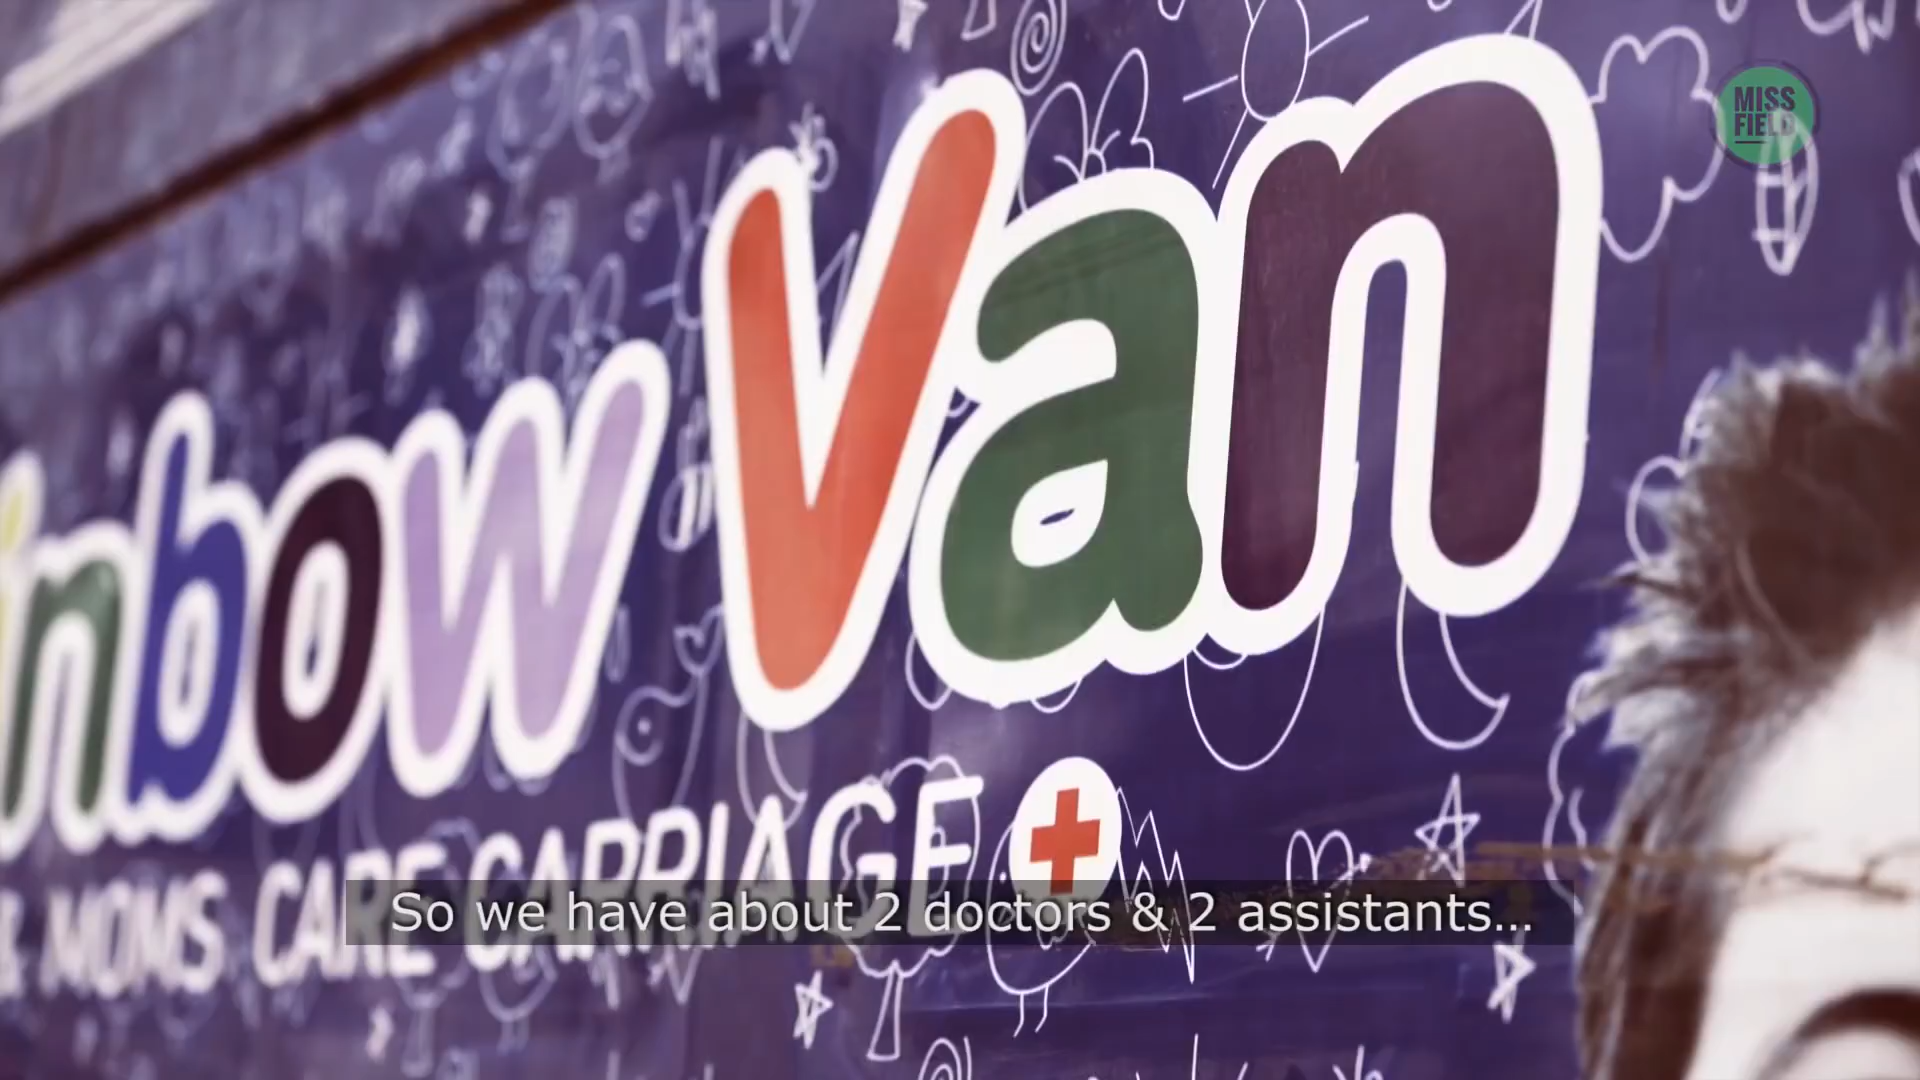 MISS
FIELD
inbow Van
& MOMS CARE CARRIAGE
So we have about 2 doctors & 2 assistants...